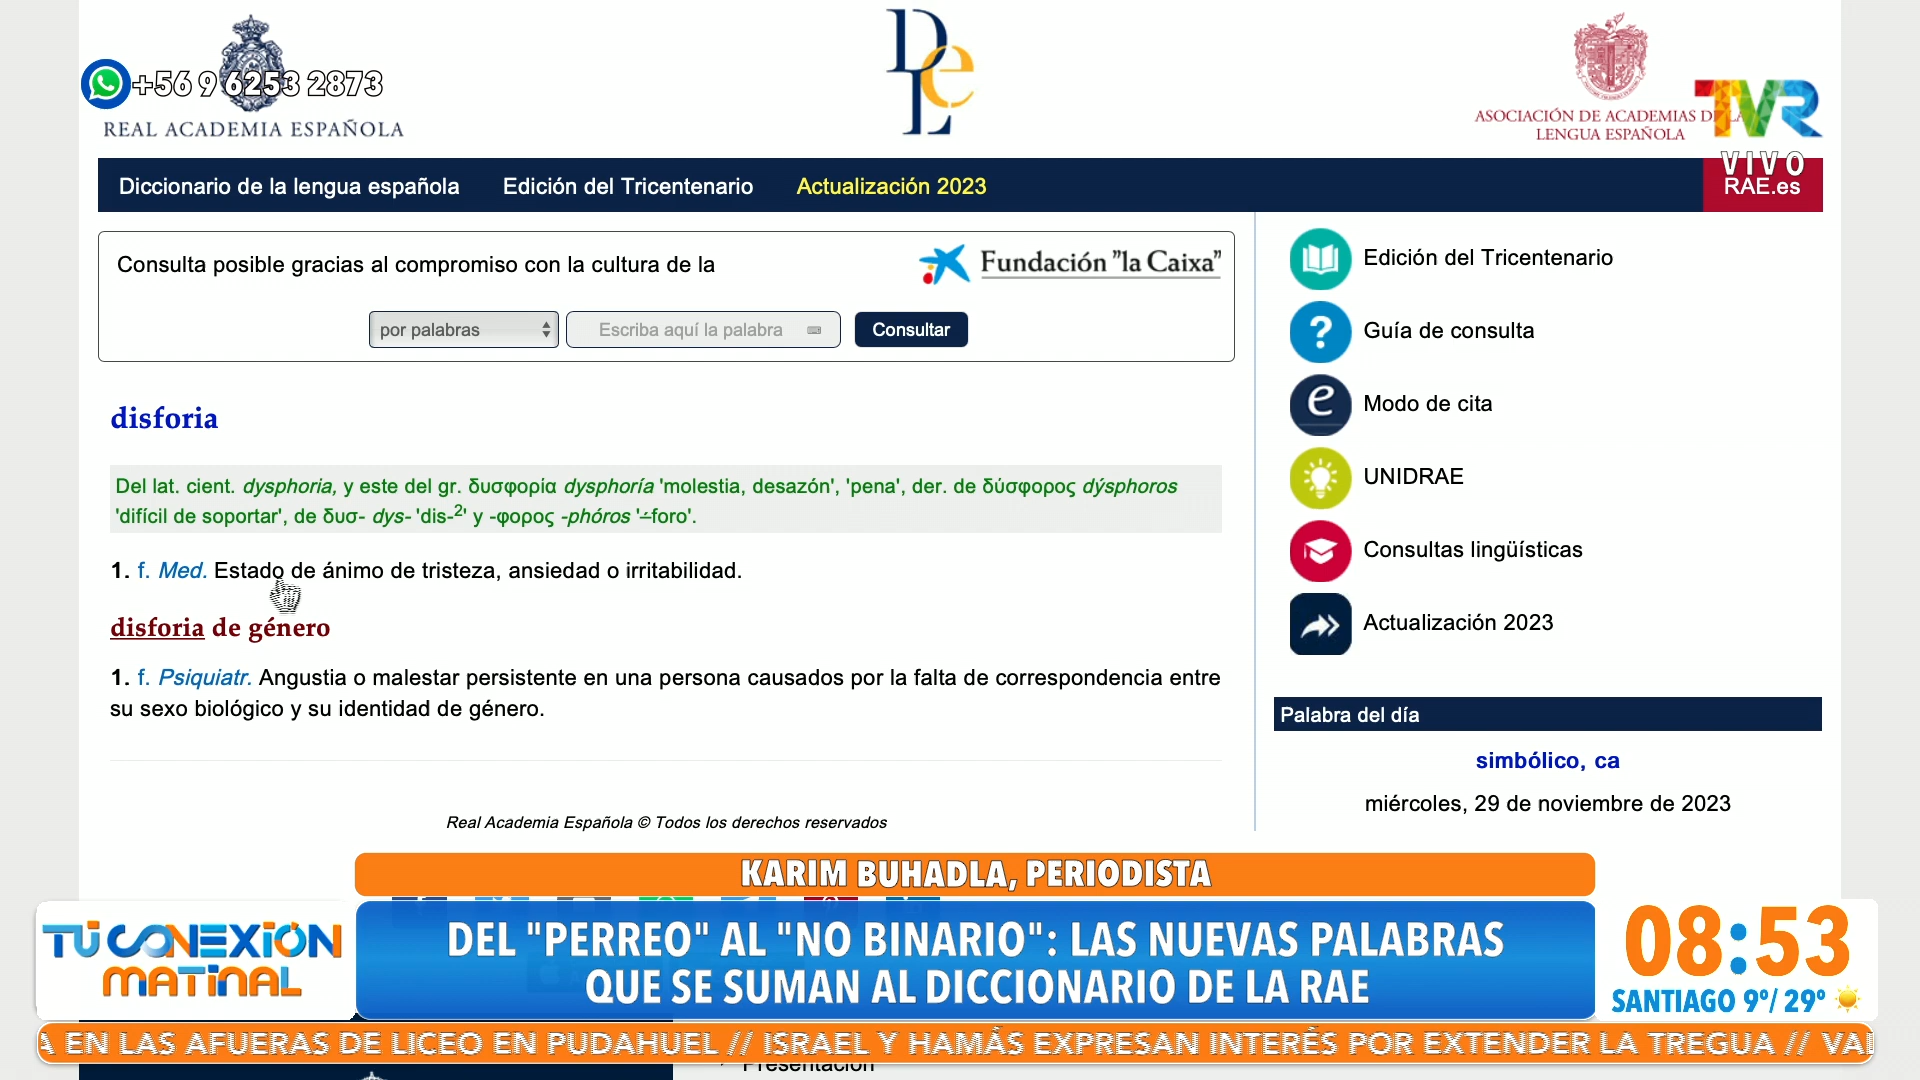 +56 9 6253 2873
REAL ACADEMIA ESPAÑOLA
DLe
ASOCIACIÓN DE ACADEMIAS D LA
LENGUA ESPAÑOLA
TVR
VIVO
Diccionario de la lengua española
Edición del Tricentenario
Actualización 2023
RAE.es
Consulta posible gracias al compromiso con la cultura de la
Fundación "la Caixa"
por palabras
Escriba aquí la palabra
Consultar
disforia
Del lat. cient. dysphoria, y este del gr. δυσφορία dysphoría 'molestia, desazón', 'pena', der. de δύσφορος dýsphoros
'difícil de soportar', de δυσ- dys- 'dis-2' y -φορος -phóros '-́foro'.
1. f. Med. Estado de ánimo de tristeza, ansiedad o irritabilidad.
disforia de género
1. f. Psiquiatr. Angustia o malestar persistente en una persona causados por la falta de correspondencia entre
su sexo biológico y su identidad de género.
Real Academia Española © Todos los derechos reservados
Edición del Tricentenario
Guía de consulta
Modo de cita
UNIDRAE
Consultas lingüísticas
Actualización 2023
Palabra del día
simbólico, ca
miércoles, 29 de noviembre de 2023
KARIM BUHADLA, PERIODISTA
TU CONEXIÓN
MATINAL
DEL "PERREO" AL "NO BINARIO": LAS NUEVAS PALABRAS
QUE SE SUMAN AL DICCIONARIO DE LA RAE
08:53
SANTIAGO 9º/ 29º
A EN LAS AFUERAS DE LICEO EN PUDAHUEL // ISRAEL Y HAMÁS EXPRESAN INTERÉS POR EXTENDER LA TREGUA // VAL
Presentación